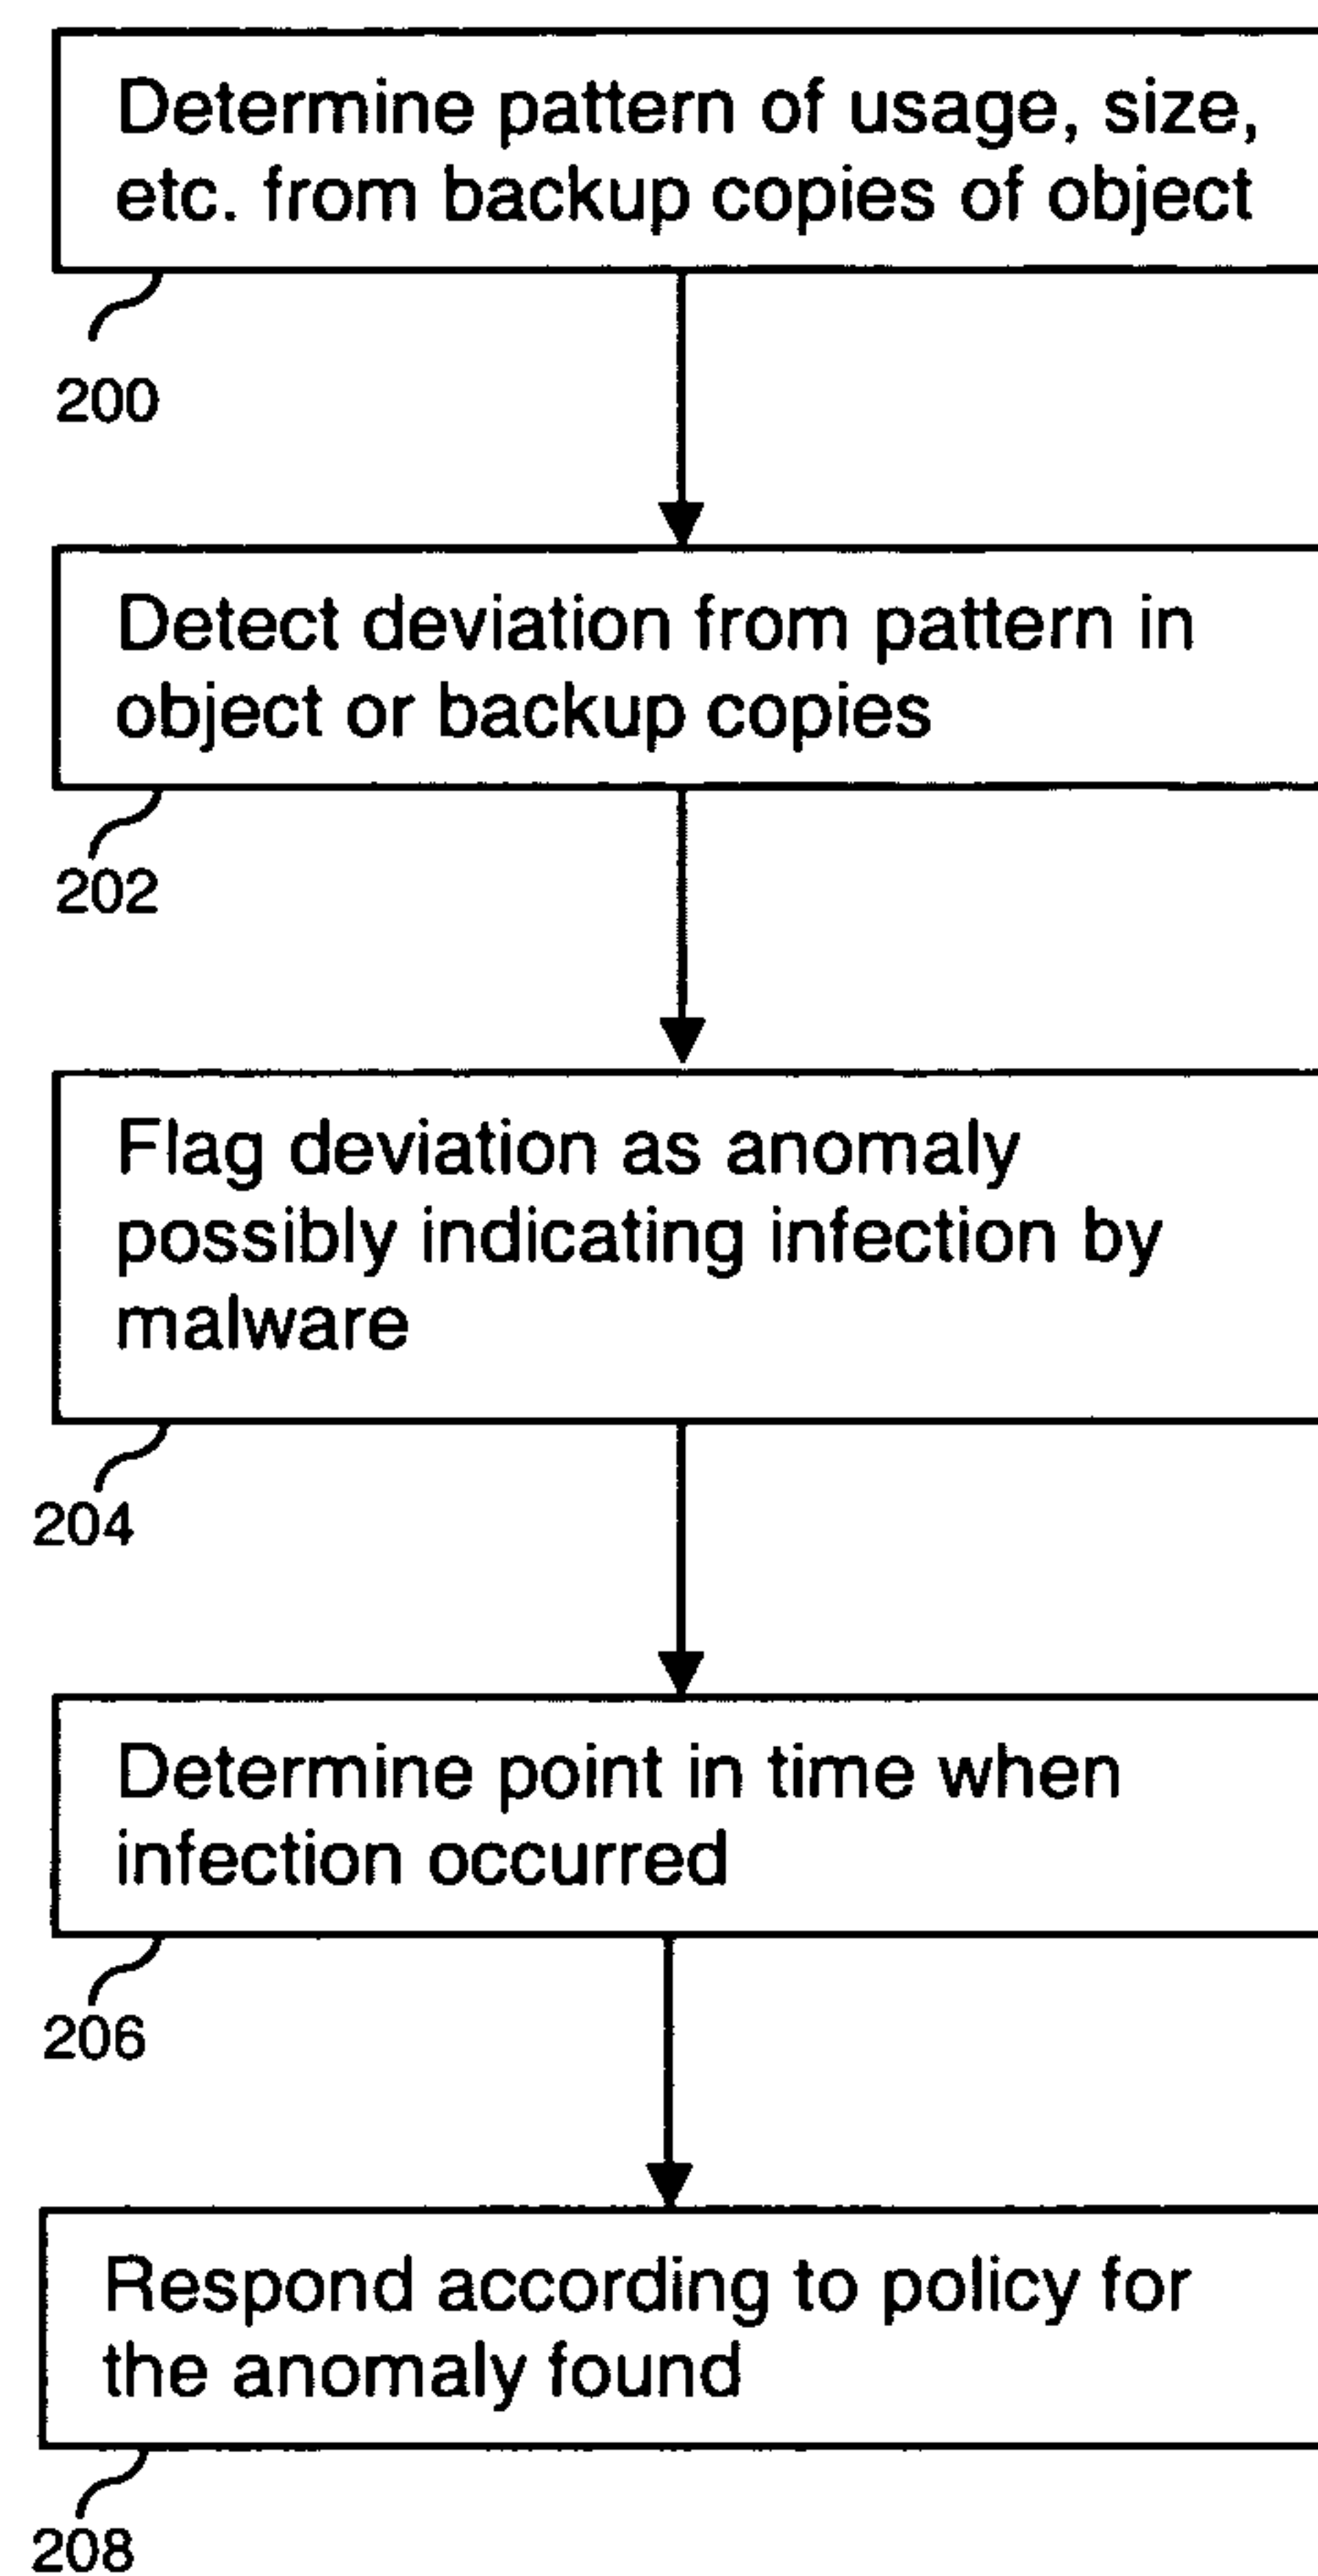 Determine pattern of usage, size,
etc. from backup copies of object
200
Detect deviation from pattern in
object or backup copies
202
Flag deviation as anomaly
possibly indicating infection by
malware
204
Determine point in time when
infection occurred
206
Respond according to policy for
the anomaly found
208